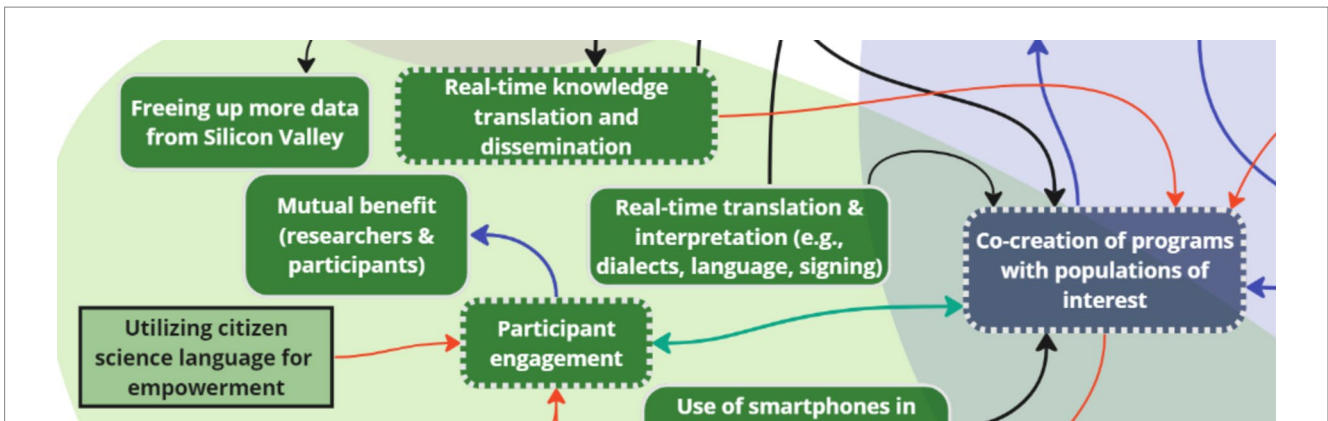 Freeing up more data
from Silicon Valley
Real-time knowledge
translation and
dissemination
Mutual benefit
(researchers &
participants)
Real-time translation &
interpretation (e.g.,
dialects, language, signing)
Co-creation of programs
with populations of
interest
Utilizing citizen
science language for
empowerment
Participant
engagement
Use of smartphones in